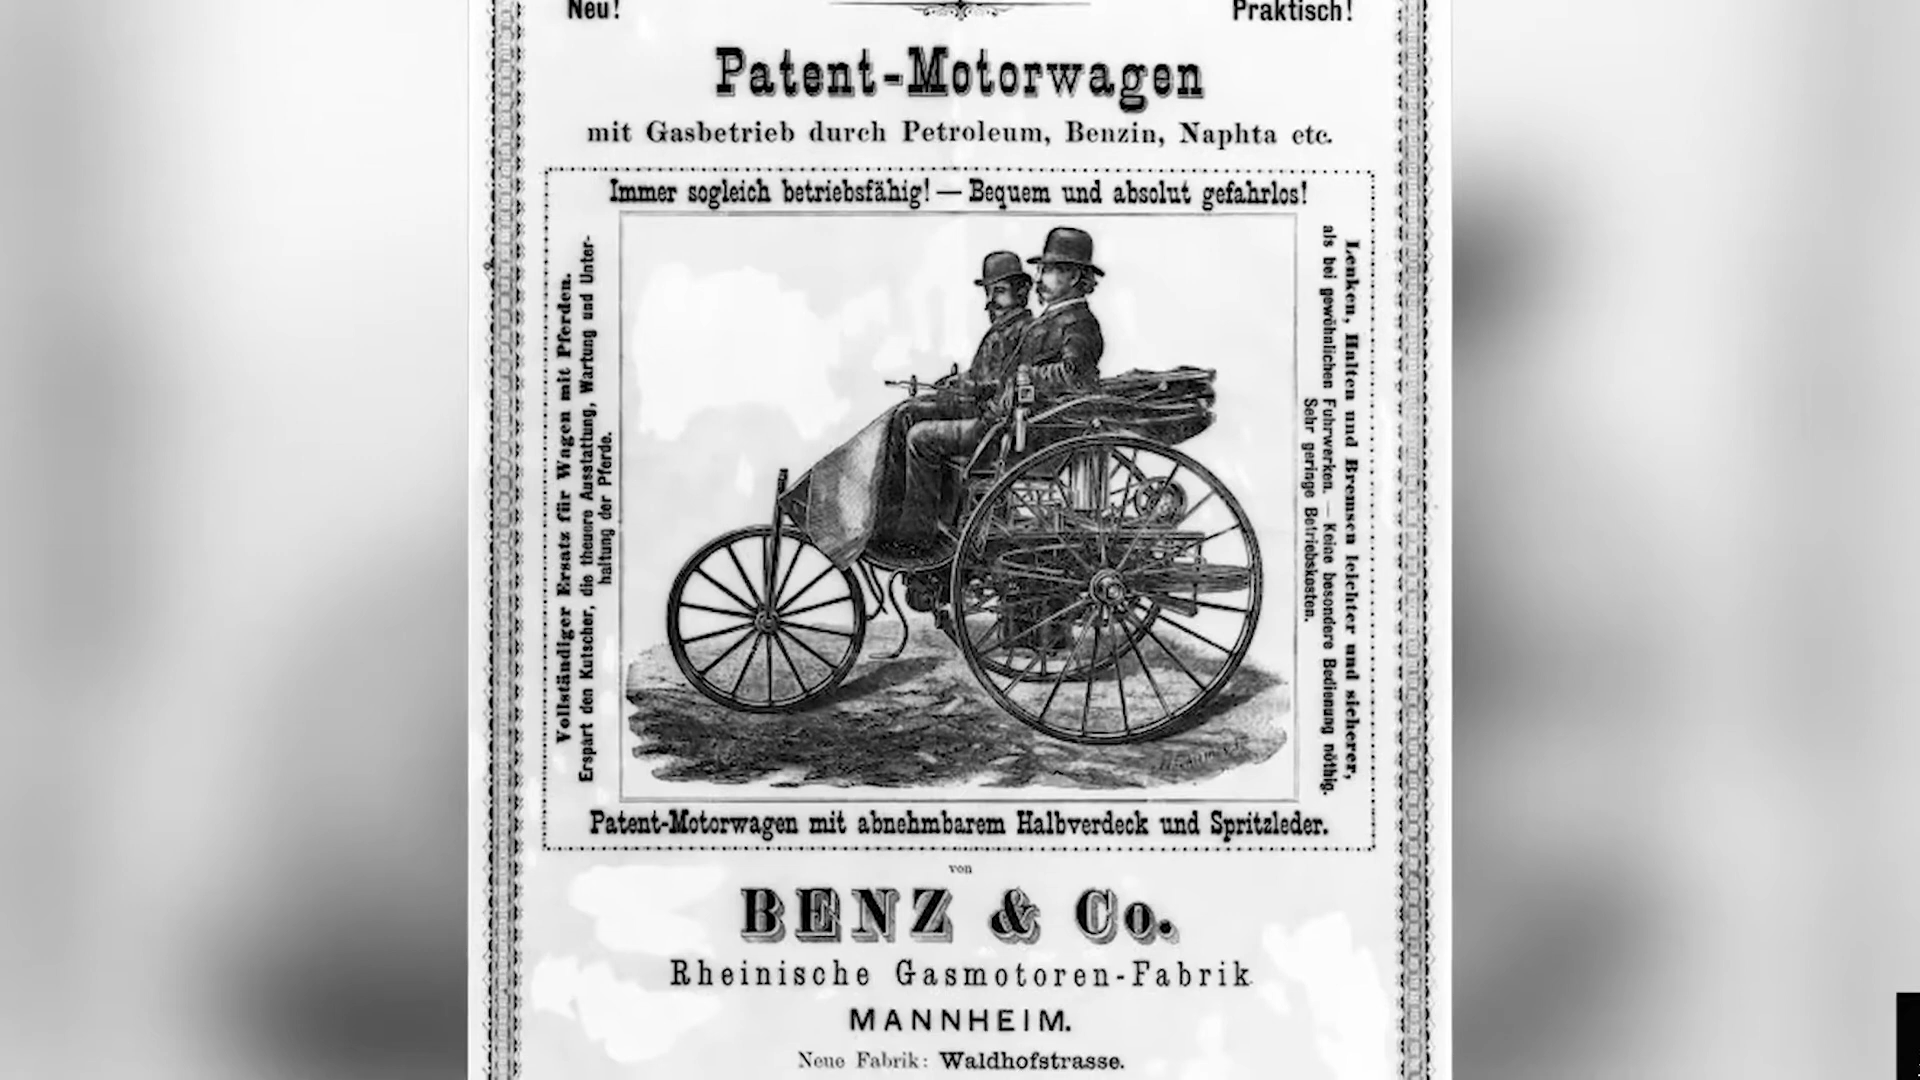 Neu!
Praktisch!
Patent-Motorwagen
mit Gasbetrieb durch Petroleum, Benzin, Naphta etc.
Immer sogleich betriebsfähig! — Bequem und absolut gefahrlos!
Vollständiger Ersatz für Wagen mit Pferden.
Erspart den Kutscher, die theuere Ausstattung, Wartung und Unter-
haltung der Pferde.
Lenken, Halten und Bremsen leichter und sicherer,
als bei gewöhnlichen Fuhrwerken. — Keine besondere Bedienung nöthig.
Sehr geringe Betriebskosten.
Patent-Motorwagen mit abnehmbarem Halbverdeck und Spritzleder.
von
BENZ & Co.
Rheinische Gasmotoren-Fabrik
MANNHEIM.
Neue Fabrik: Waldhofstrasse.